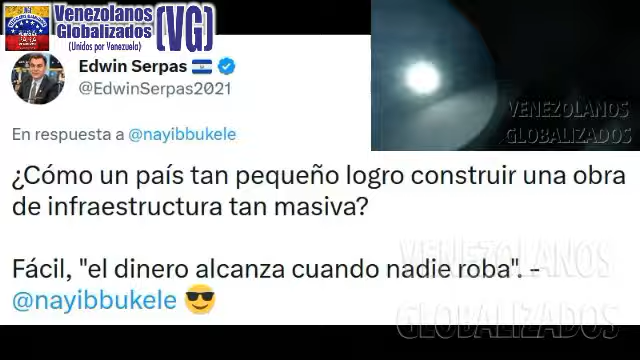 Venezolanos
Globalizados
(Unidos por Venezuela)
(VG)
Edwin Serpas
@EdwinSerpas2021
En respuesta a @nayibbukele
¿Cómo un país tan pequeño logro construir una obra
de infraestructura tan masiva?
Fácil, "el dinero alcanza cuando nadie roba". -
@nayibbukele 😎
VENEZOLANOS
GLOBALIZADOS
VENEZOLANOS
GLOBALIZADOS